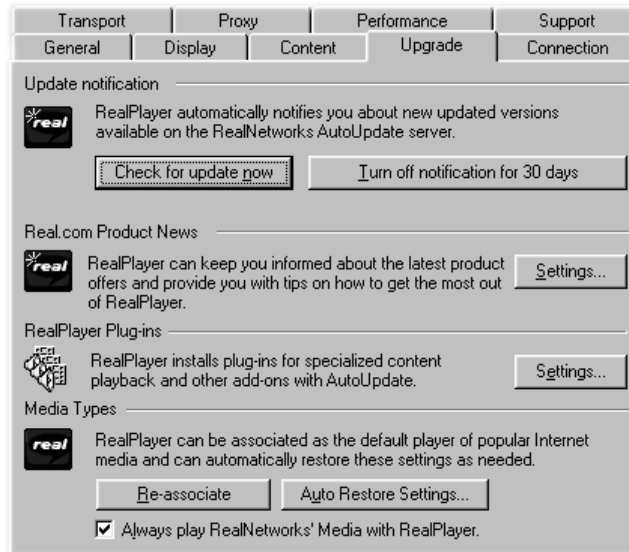 Transport Proxy Performance Support
General Display Content Upgrade Connection
Update notification
real
RealPlayer automatically notifies you about new updated versions
available on the RealNetworks AutoUpdate server.
Check for update now Turn off notification for 30 days
Real.com Product News
real
RealPlayer can keep you informed about the latest product
offers and provide you with tips on how to get the most out
of RealPlayer.
Settings...
RealPlayer Plug-ins
RealPlayer installs plug-ins for specialized content
playback and other add-ons with AutoUpdate.
Settings...
Media Types
real
RealPlayer can be associated as the default player of popular Internet
media and can automatically restore these settings as needed.
Re-associate Auto Restore Settings...
Always play RealNetworks' Media with RealPlayer.